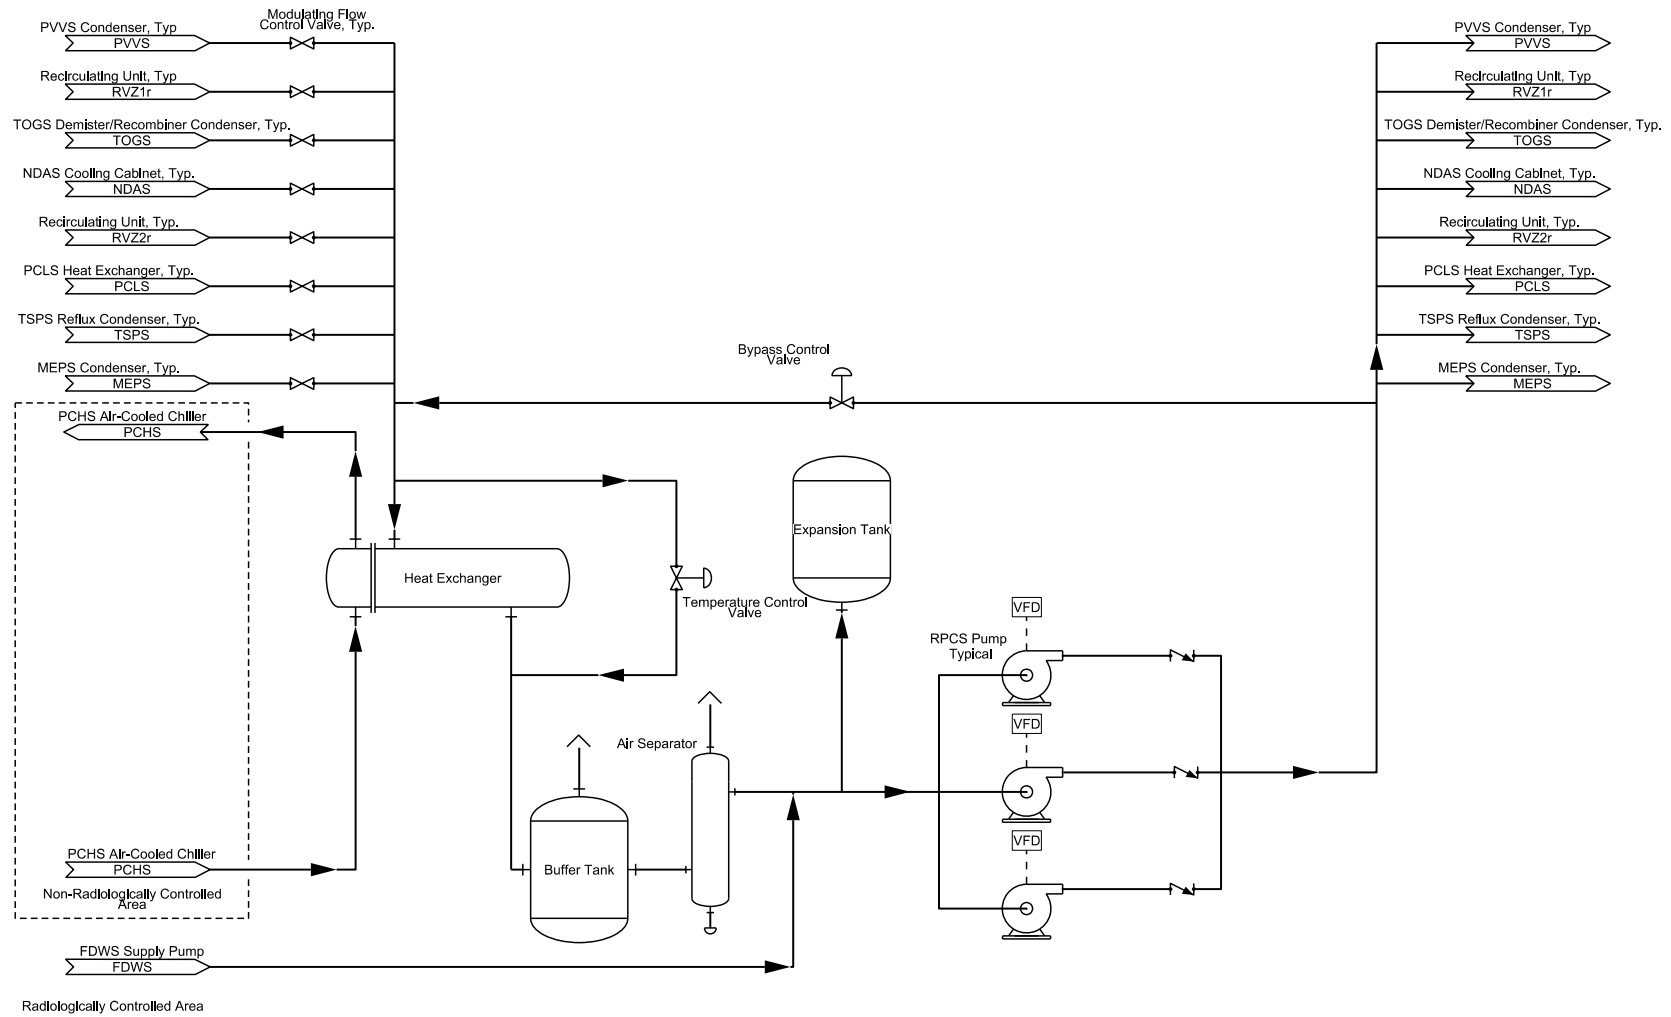 PVVS Condenser, Typ
PVVS
Modulating Flow
Control Valve, Typ.
Recirculating Unit, Typ
RVZ1r
TOGS Demister/Recombiner Condenser, Typ.
TOGS
NDAS Cooling Cabinet, Typ.
NDAS
Recirculating Unit, Typ.
RVZ2r
PCLS Heat Exchanger, Typ.
PCLS
TSPS Reflux Condenser, Typ.
TSPS
MEPS Condenser, Typ.
MEPS
PVVS Condenser, Typ
PVVS
Recirculating Unit, Typ
RVZ1r
TOGS Demister/Recombiner Condenser, Typ.
TOGS
NDAS Cooling Cabinet, Typ.
NDAS
Recirculating Unit, Typ.
RVZ2r
PCLS Heat Exchanger, Typ.
PCLS
TSPS Reflux Condenser, Typ.
TSPS
MEPS Condenser, Typ.
MEPS
Bypass Control
Valve
PCHS Air-Cooled Chiller
PCHS
Expansion Tank
Heat Exchanger
Temperature Control
Valve
VFD
RPCS Pump
Typical
VFD
Air Separator
VFD
Buffer Tank
PCHS Air-Cooled Chiller
PCHS
Non-Radiologically Controlled
Area
FDWS Supply Pump
FDWS
Radiologically Controlled Area